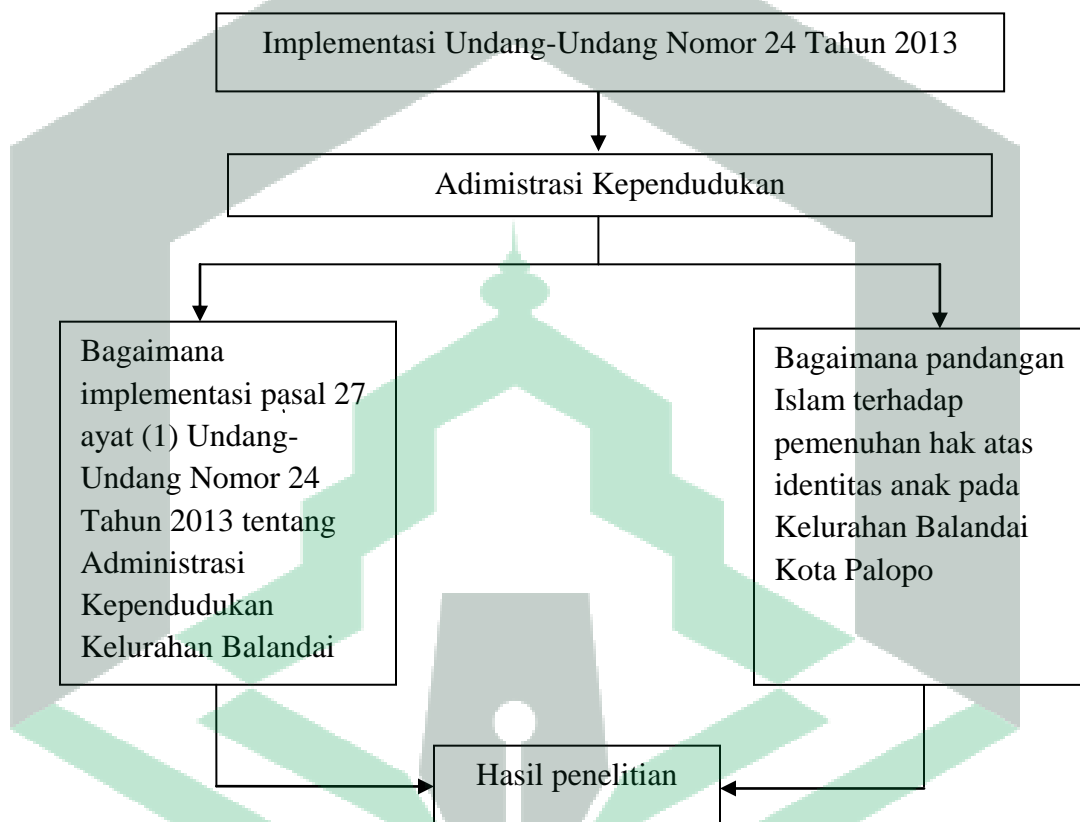 Implementasi Undang-Undang Nomor 24 Tahun 2013
Adimistrasi Kependudukan
Bagaimana
implementasi pasal 27
ayat (1) Undang-
Undang Nomor 24
Tahun 2013 tentang
Administrasi
Kependudukan
Kelurahan Balandai
Bagaimana pandangan
Islam terhadap
pemenuhan hak atas
identitas anak pada
Kelurahan Balandai
Kota Palopo
Hasil penelitian